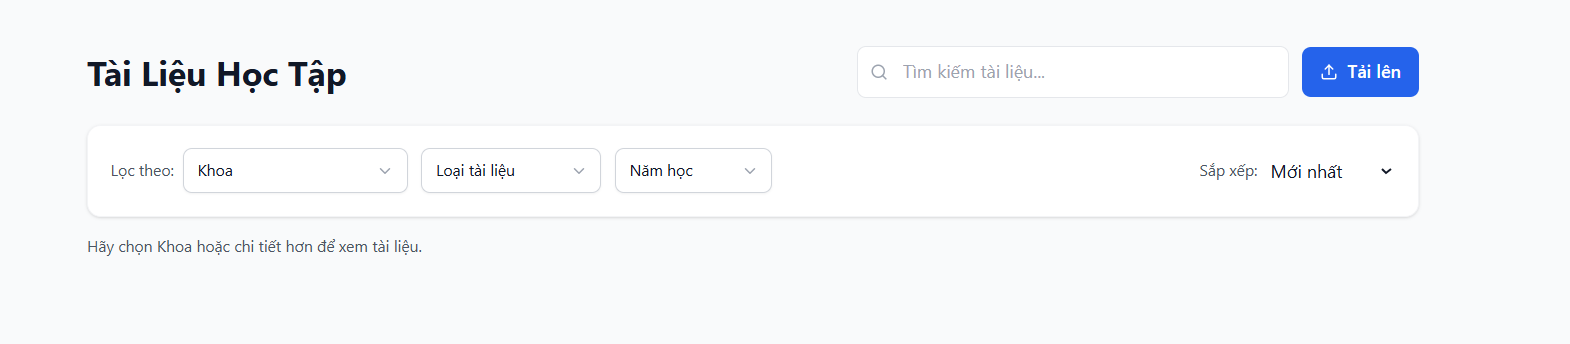 Tài Liệu Học Tập
Tìm kiếm tài liệu...
Tải lên
Lọc theo: Khoa Loại tài liệu Năm học Sắp xếp: Mới nhất
Hãy chọn Khoa hoặc chi tiết hơn để xem tài liệu.